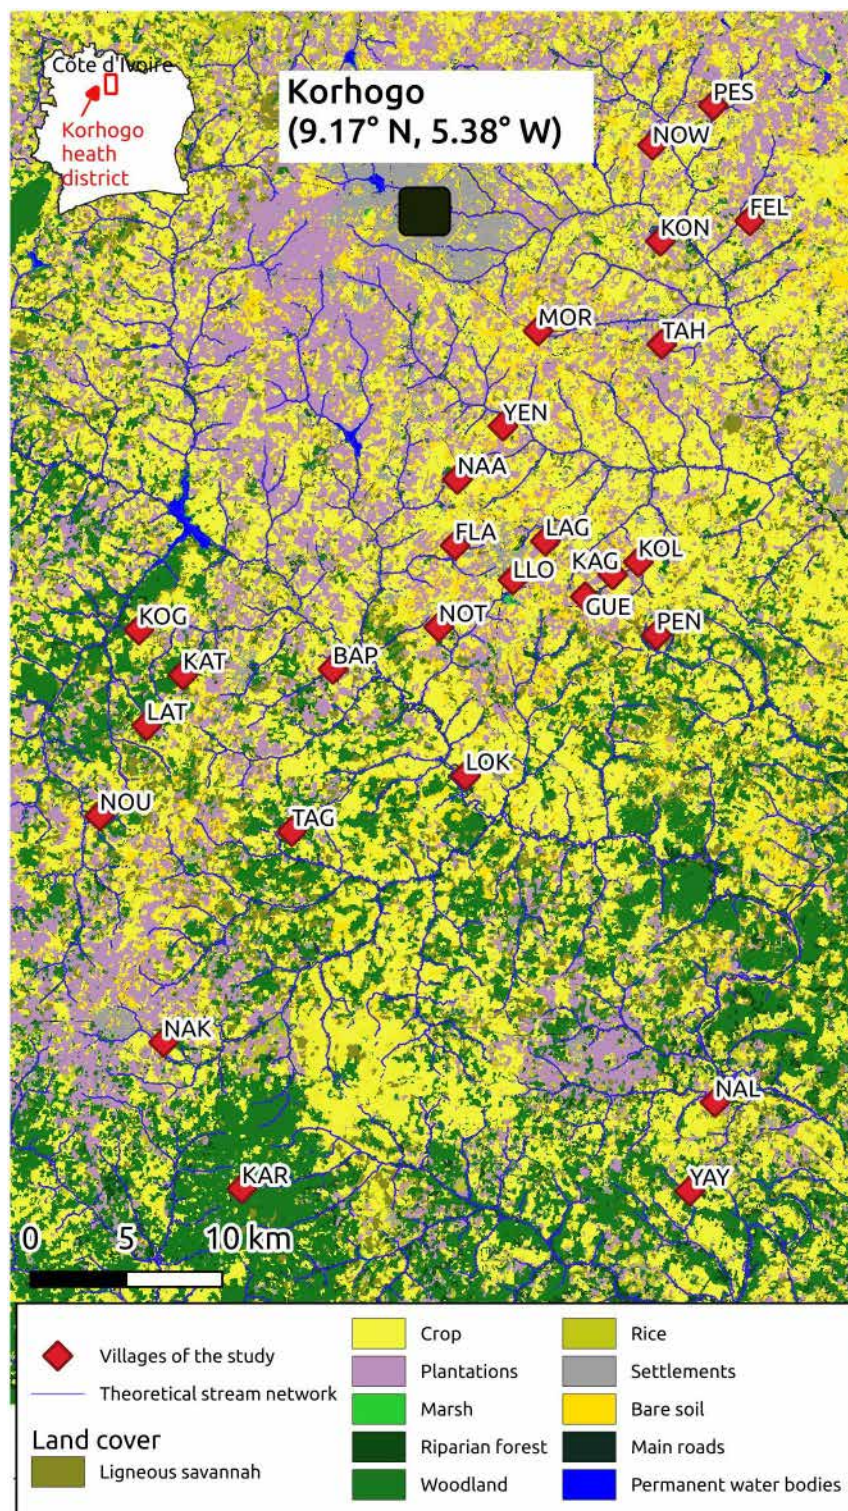 Côte d'Ivoire
Korhogo
heath
district
Korhogo
(9.17° N, 5.38° W)
PES
NOW
FEL
KON
MOR
TAH
YEN
NAA
FLA
LAG
KAG
KOL
LLO
GUE
KOG
NOT
PEN
KAT
BAP
LAT
LOK
NOU
TAG
NAK
NAL
KAR
YAY
0 5 10 km
Villages of the study
Theoretical stream network
Land cover
Ligneous savannah
Crop
Plantations
Marsh
Riparian forest
Woodland
Rice
Settlements
Bare soil
Main roads
Permanent water bodies